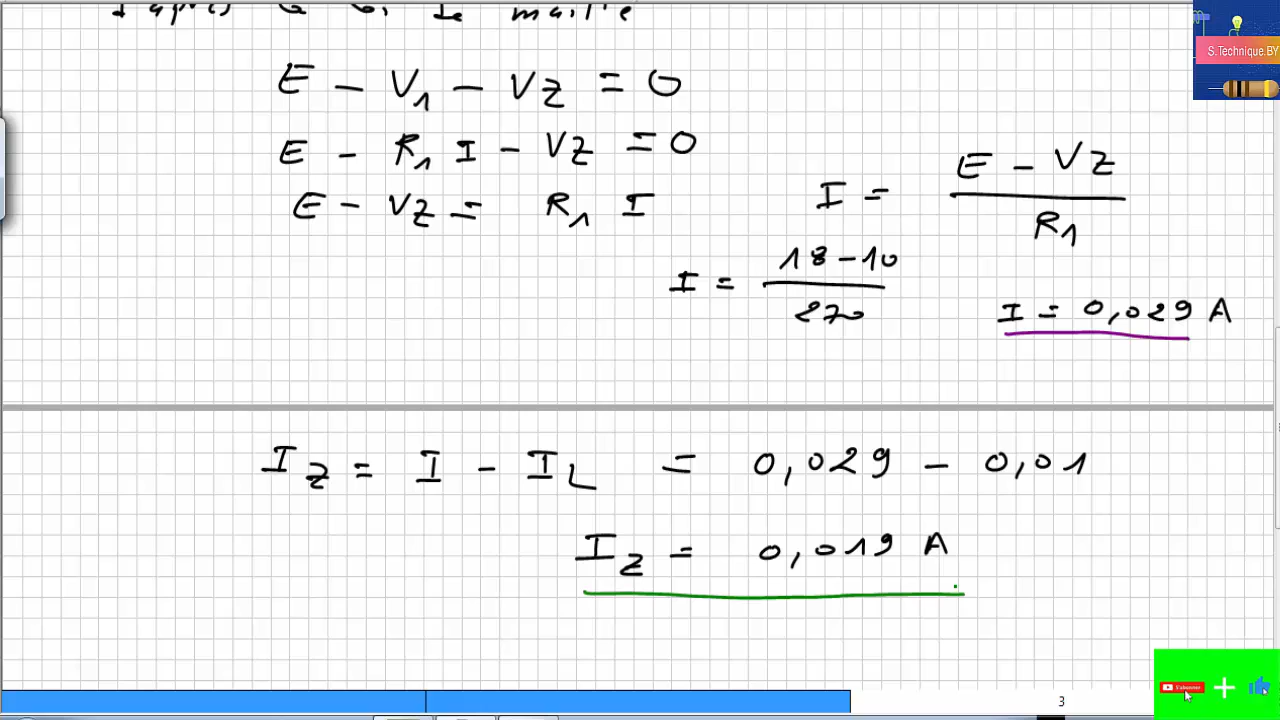 maille
E - V1 - VZ = 0
E - R1 I - VZ = 0
E - VZ = R1 I
I = E - VZ / R1
I = 18 - 10 / 270
I = 0,029 A
IZ = I - IL = 0,029 - 0,01
IZ = 0,019 A
S.Technique.BY
3